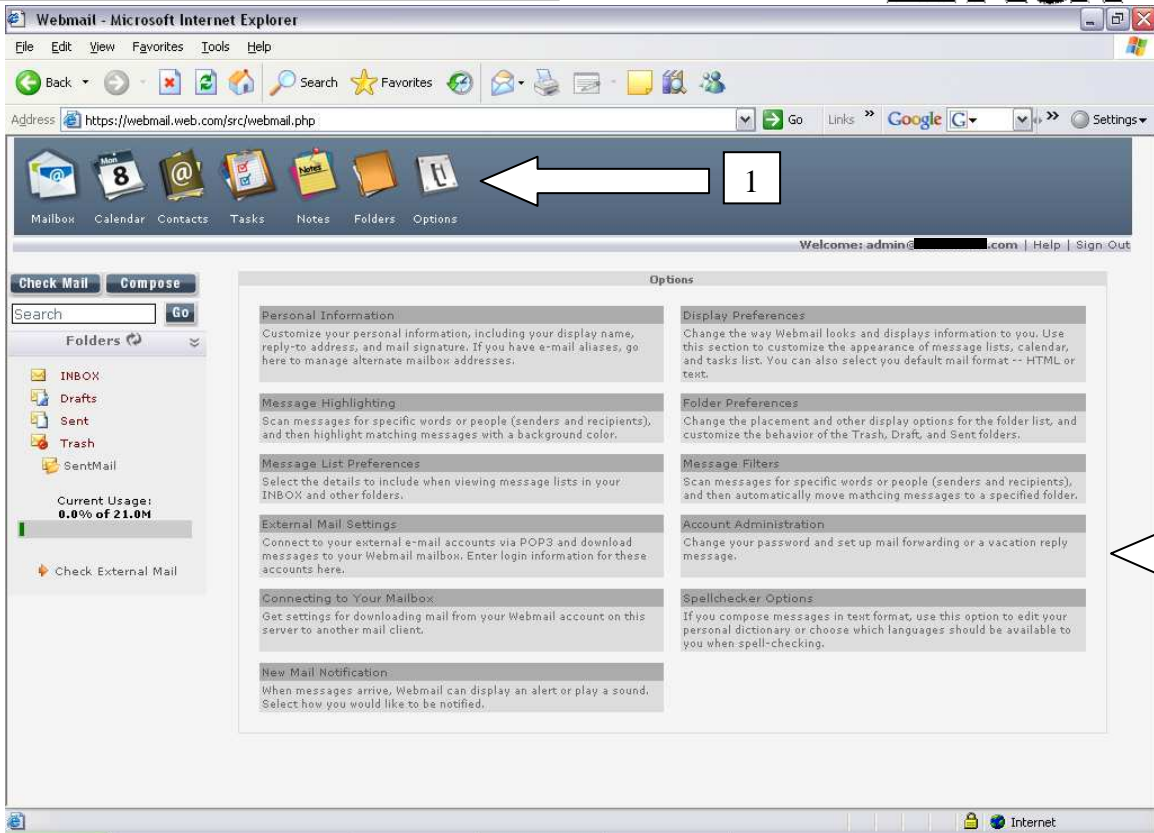 Webmail - Microsoft Internet Explorer
File Edit View Favorites Tools Help
Back Search Favorites
Address https://webmail.web.com/src/webmail.php Go Links » Google G » Settings
Mon
8
Notes
1
Mailbox Calendar Contacts Tasks Notes Folders Options
Welcome: admin@ .com | Help | Sign Out
Check Mail Compose
Search Go
Folders
INBOX
Drafts
Sent
Trash
SentMail
Current Usage:
0.0% of 21.0M
Check External Mail
Options
Personal Information
Customize your personal information, including your display name,
reply-to address, and mail signature. If you have e-mail aliases, go
here to manage alternate mailbox addresses.
Display Preferences
Change the way Webmail looks and displays information to you. Use
this section to customize the appearance of message lists, calendar,
and tasks list. You can also select you default mail format -- HTML or
text.
Message Highlighting
Scan messages for specific words or people (senders and recipients),
and then highlight matching messages with a background color.
Folder Preferences
Change the placement and other display options for the folder list, and
customize the behavior of the Trash, Draft, and Sent folders.
Message List Preferences
Select the details to include when viewing message lists in your
INBOX and other folders.
Message Filters
Scan messages for specific words or people (senders and recipients),
and then automatically move mathcing messages to a specified folder.
External Mail Settings
Connect to your external e-mail accounts via POP3 and download
messages to your Webmail mailbox. Enter login information for these
accounts here.
Account Administration
Change your password and set up mail forwarding or a vacation reply
message.
Connecting to Your Mailbox
Get settings for downloading mail from your Webmail account on this
server to another mail client.
Spellchecker Options
If you compose messages in text format, use this option to edit your
personal dictionary or choose which languages should be available to
you when spell-checking.
New Mail Notification
When messages arrive, Webmail can display an alert or play a sound.
Select how you would like to be notified.
Internet